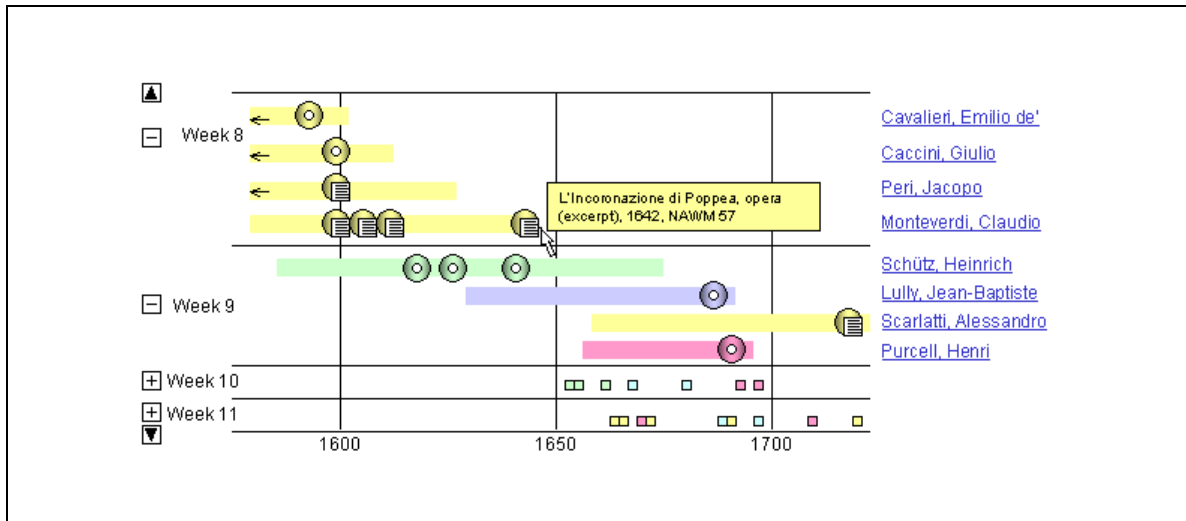 Week 8
Cavalieri, Emilio de'
Caccini, Giulio
Peri, Jacopo
L'Incoronazione di Poppea, opera
(excerpt), 1642, NAWM 57
Monteverdi, Claudio
Week 9
Schütz, Heinrich
Lully, Jean-Baptiste
Scarlatti, Alessandro
Purcell, Henri
Week 10
Week 11
1600 1650 1700